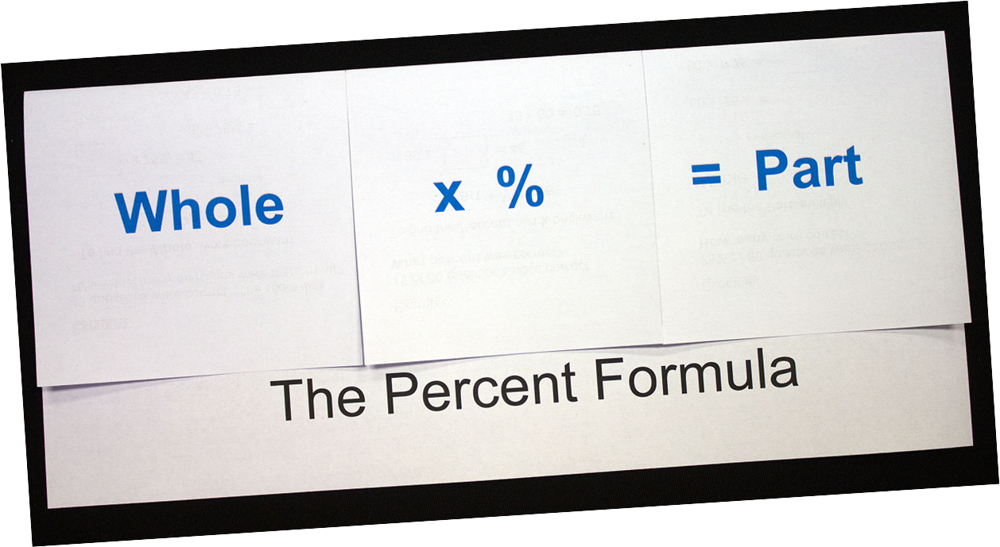 Whole x % = Part
The Percent Formula